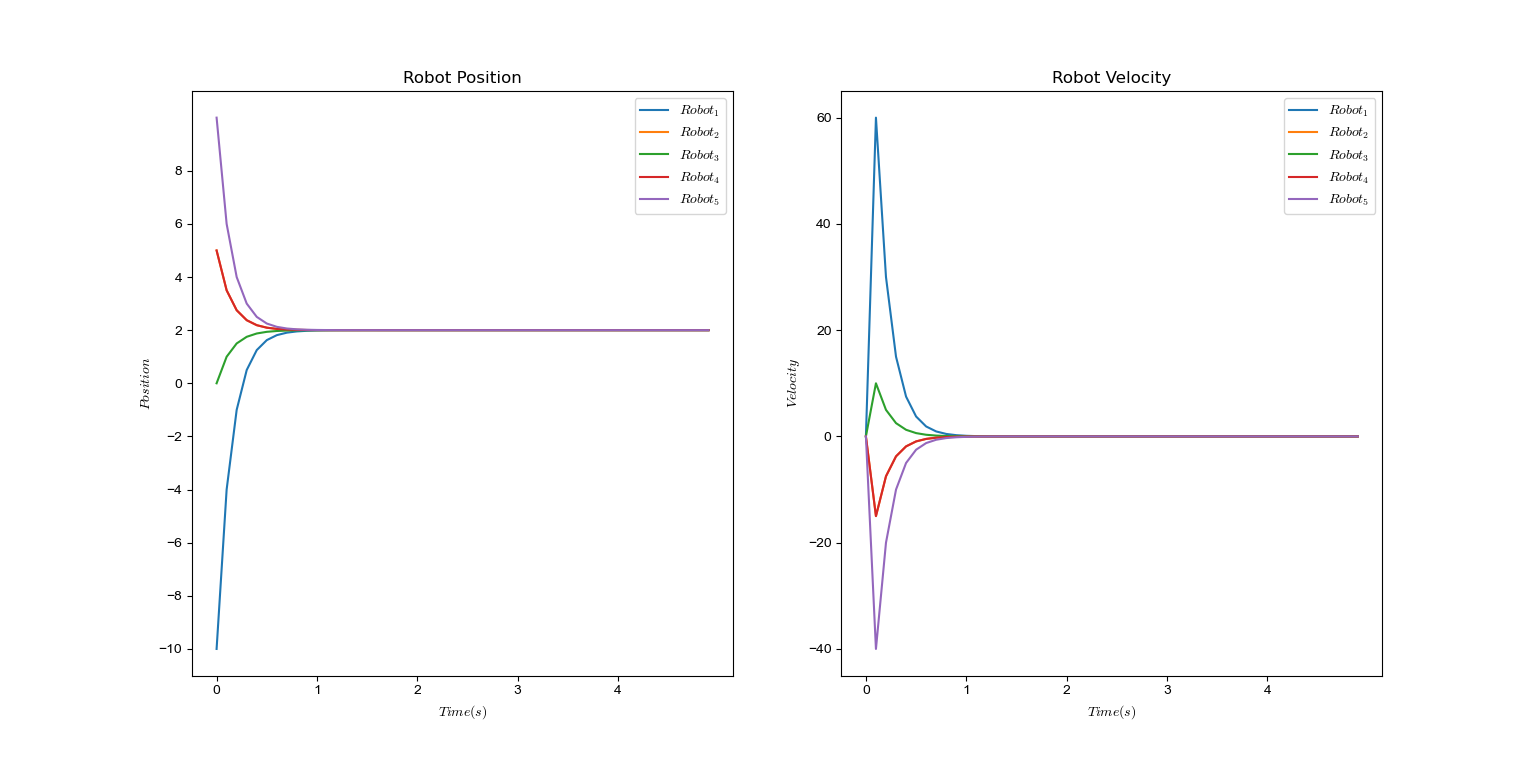 Robot Position
Robot₁
Robot₂
Robot₃
Robot₄
Robot₅
8
6
4
2
0
−2
−4
−6
−8
−10
Position
0 1 2 3 4
Time(s)
Robot Velocity
Robot₁
Robot₂
Robot₃
Robot₄
Robot₅
60
40
20
0
−20
−40
Velocity
0 1 2 3 4
Time(s)